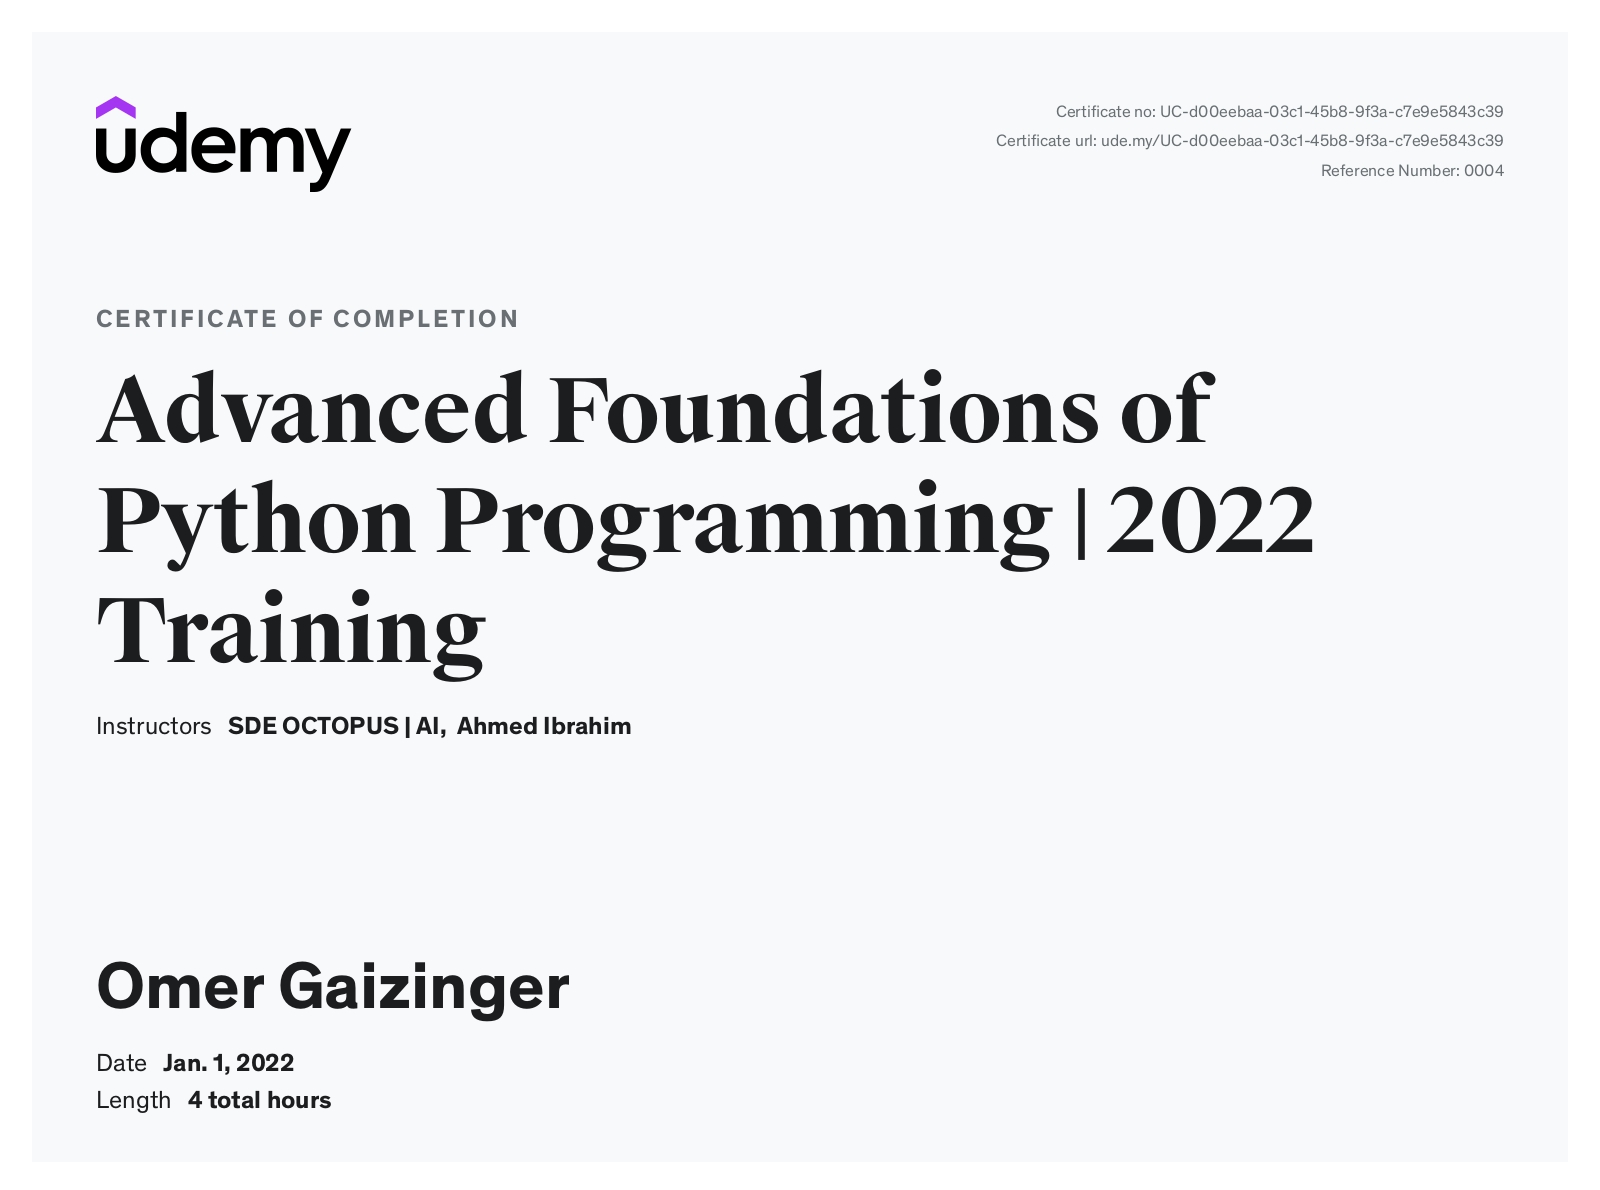 udemy
Certificate no: UC-d00eebaa-03c1-45b8-9f3a-c7e9e5843c39
Certificate url: ude.my/UC-d00eebaa-03c1-45b8-9f3a-c7e9e5843c39
Reference Number: 0004
CERTIFICATE OF COMPLETION
Advanced Foundations of
Python Programming | 2022
Training
Instructors SDE OCTOPUS | AI, Ahmed Ibrahim
Omer Gaizinger
Date Jan. 1, 2022
Length 4 total hours